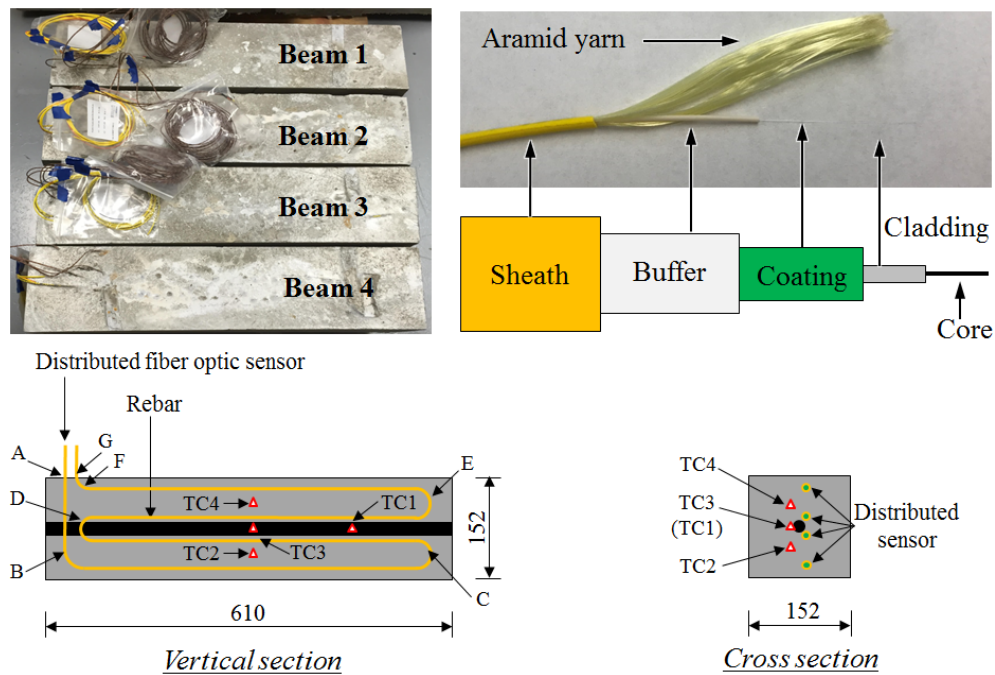 Beam 1
Beam 2
Beam 3
Beam 4
Aramid yarn
Sheath
Buffer
Coating
Cladding
Core
Distributed fiber optic sensor
Rebar
A
G
F
E
D
TC4
TC1
TC3
TC2
B
C
152
610
Vertical section
TC4
TC3
(TC1)
TC2
Distributed
sensor
152
Cross section